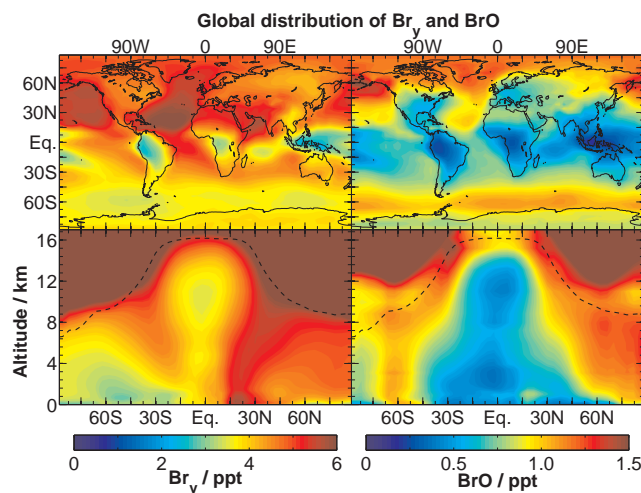 Global distribution of Br_y and BrO
90W 0 90E 90W 0 90E
60N
30N
Eq.
30S
60S
16
12
8
4
0
Altitude / km
60S 30S Eq. 30N 60N 60S 30S Eq. 30N 60N
0 2 4 6 0 0.5 1.0 1.5
Br_y / ppt BrO / ppt